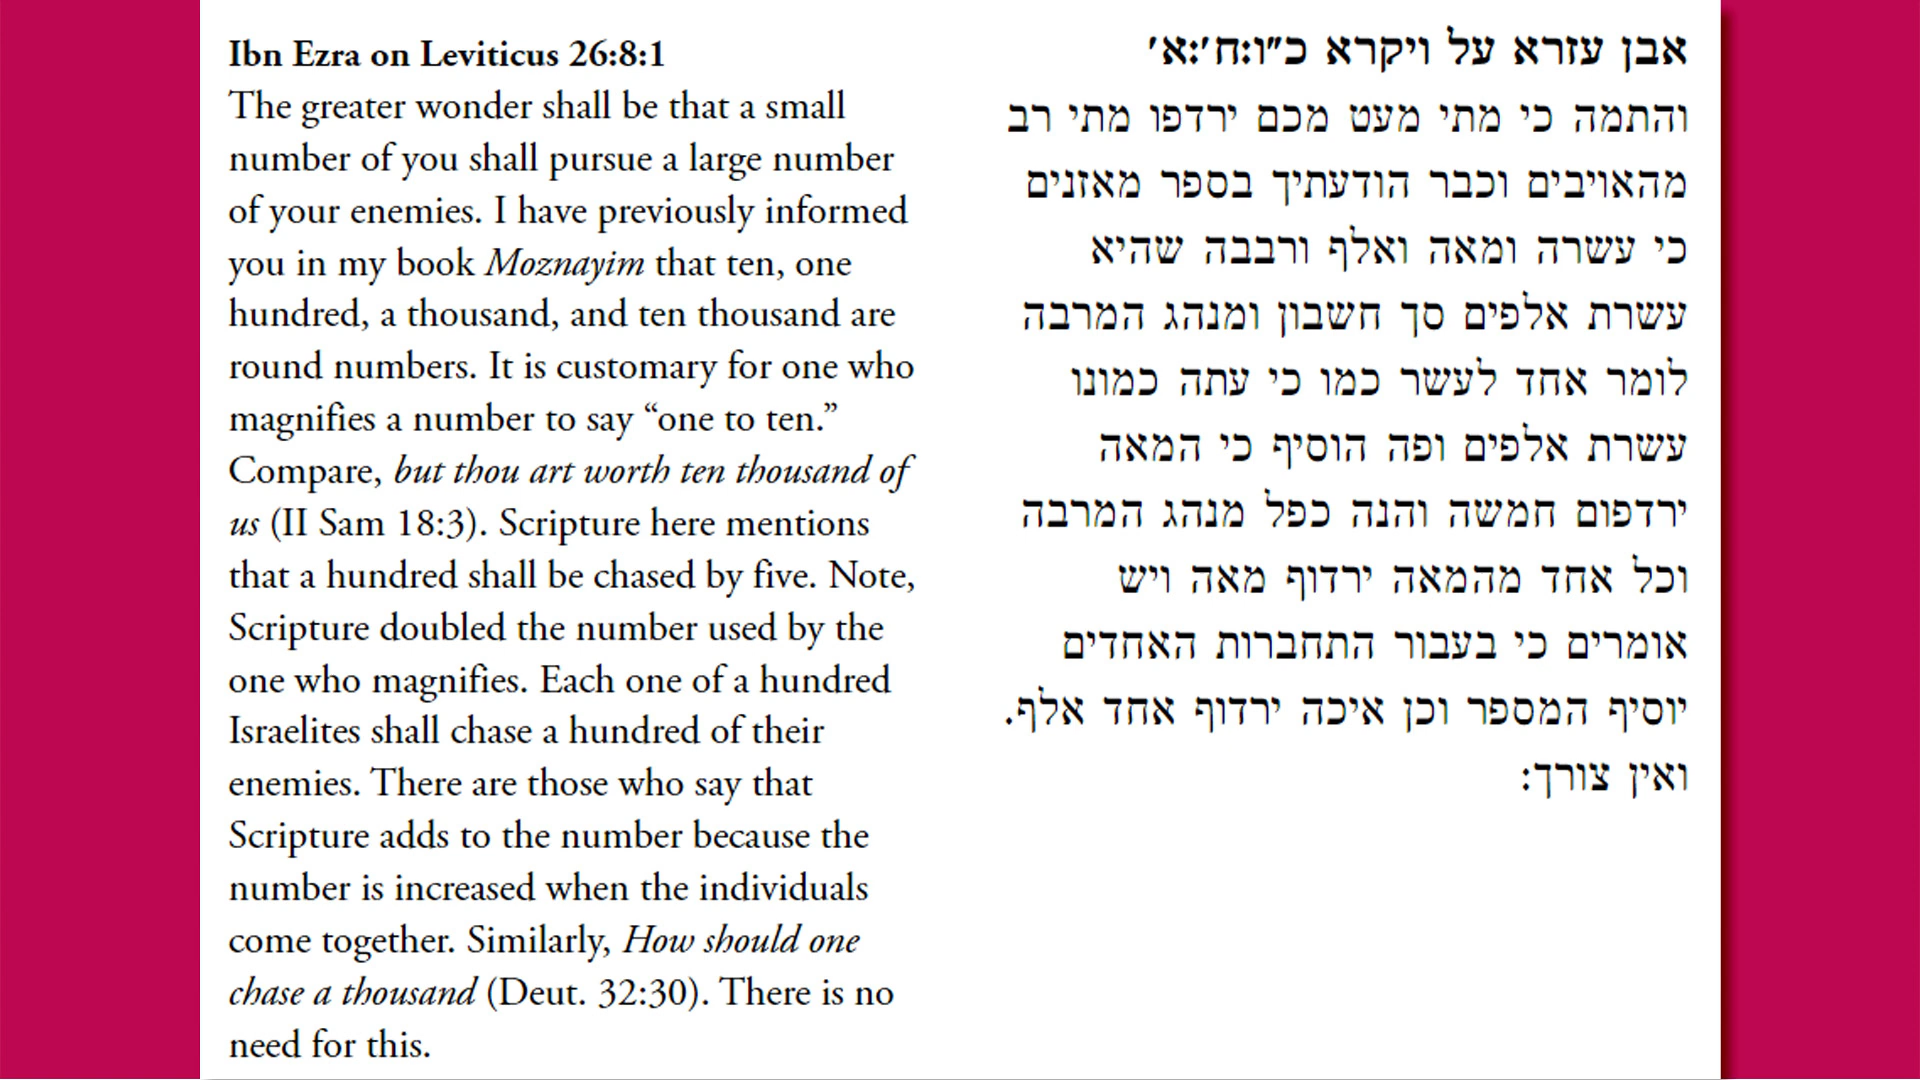 Ibn Ezra on Leviticus 26:8:1
The greater wonder shall be that a small
number of you shall pursue a large number
of your enemies. I have previously informed
you in my book Moznayim that ten, one
hundred, a thousand, and ten thousand are
round numbers. It is customary for one who
magnifies a number to say “one to ten.”
Compare, but thou art worth ten thousand of
us (II Sam 18:3). Scripture here mentions
that a hundred shall be chased by five. Note,
Scripture doubled the number used by the
one who magnifies. Each one of a hundred
Israelites shall chase a hundred of their
enemies. There are those who say that
Scripture adds to the number because the
number is increased when the individuals
come together. Similarly, How should one
chase a thousand (Deut. 32:30). There is no
need for this.
אבן עזרא על ויקרא כ״ו:ח׳:א׳
והתמה כי מתי מעט מכם ירדפו מתי רב
מהאויבים וכבר הודעתיך בספר מאזנים
כי עשרה ומאה ואלף ורבבה שהיא
עשרת אלפים סך חשבון ומנהג המרבה
לומר אחד לעשר כמו כי עתה כמונו
עשרת אלפים ופה הוסיף כי המאה
ירדפום חמשה והנה כפל מנהג המרבה
וכל אחד מהמאה ירדוף מאה ויש
אומרים כי בעבור התחברות האחדים
יוסיף המספר וכן איכה ירדוף אחד אלף.
ואין צורך: